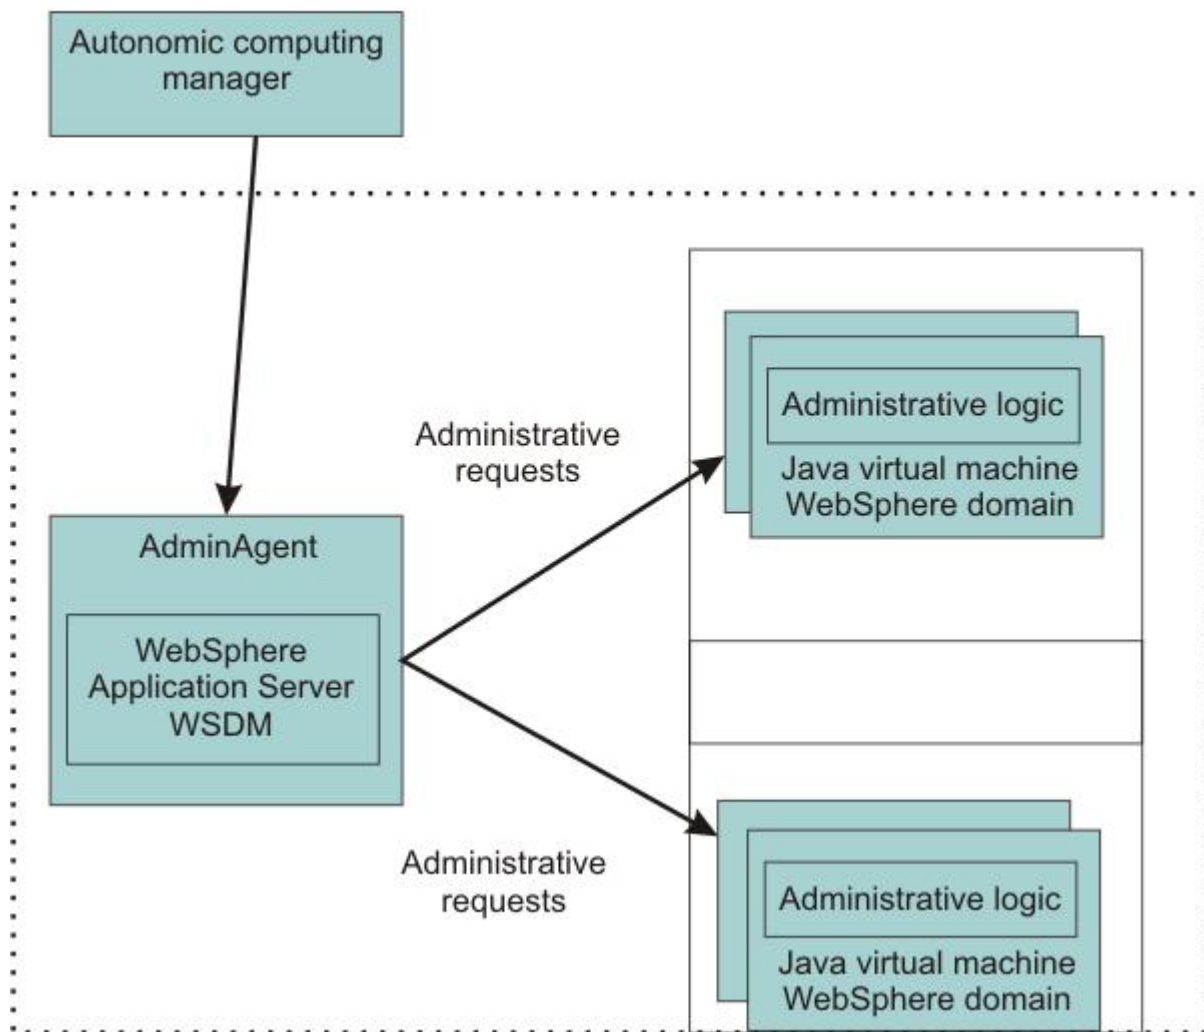 Autonomic computing
manager
Administrative logic
Java virtual machine
WebSphere domain
Administrative
requests
AdminAgent
WebSphere
Application Server
WSDM
Administrative
requests
Administrative logic
Java virtual machine
WebSphere domain